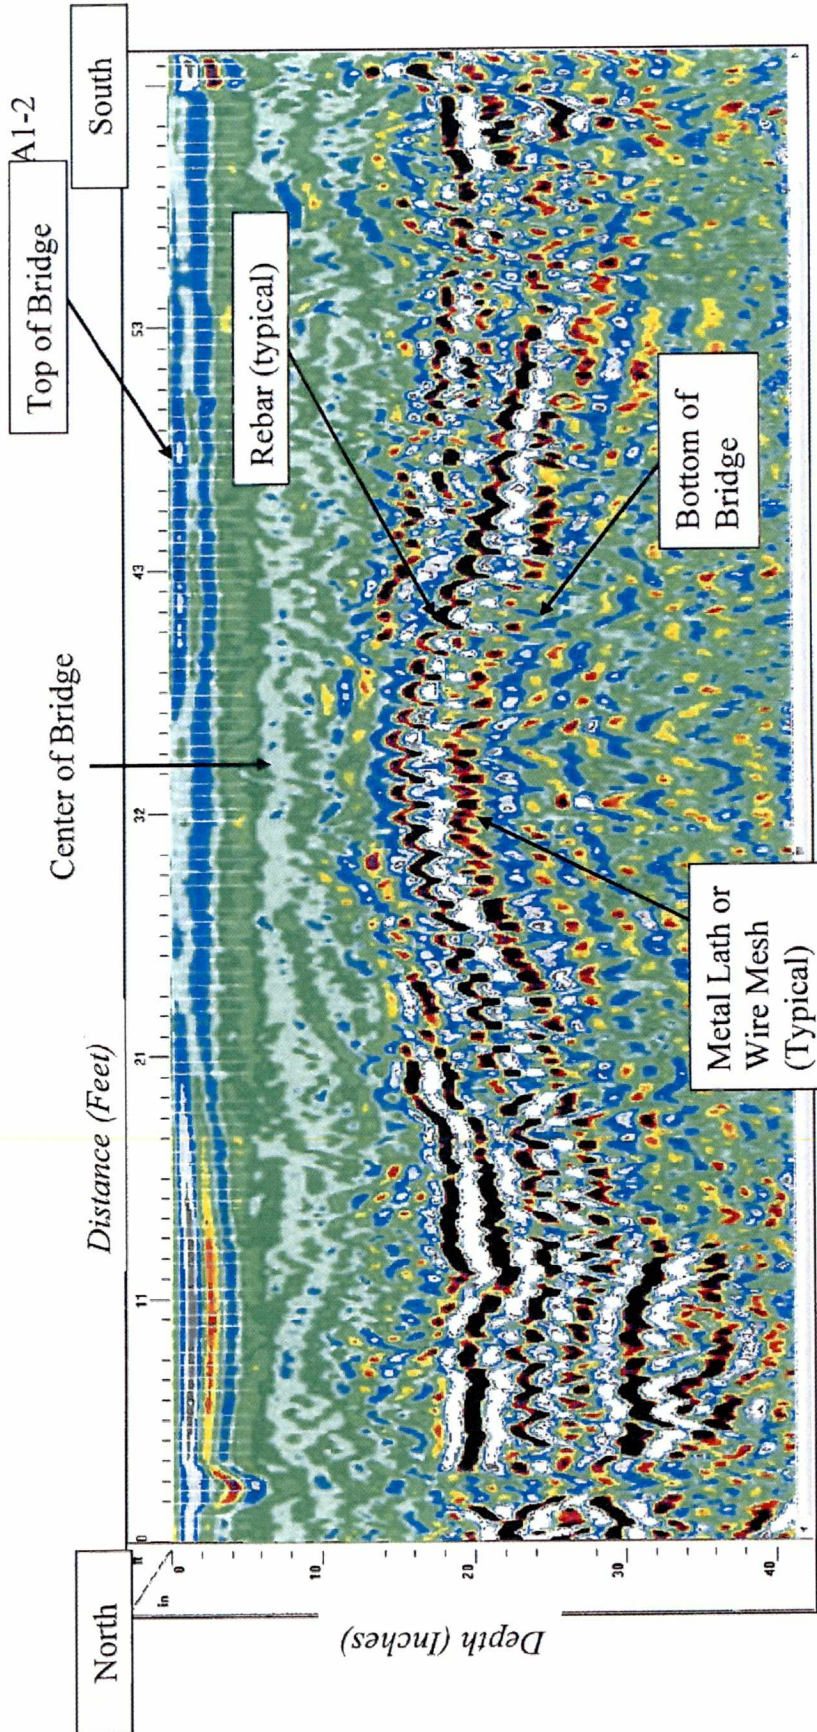 A1-2
North
South
Distance (Feet)
Center of Bridge
Top of Bridge
ft
0
11
21
32
43
53
in
0
10
20
30
40
Depth (Inches)
Rebar (typical)
Metal Lath or
Wire Mesh
(Typical)
Bottom of
Bridge